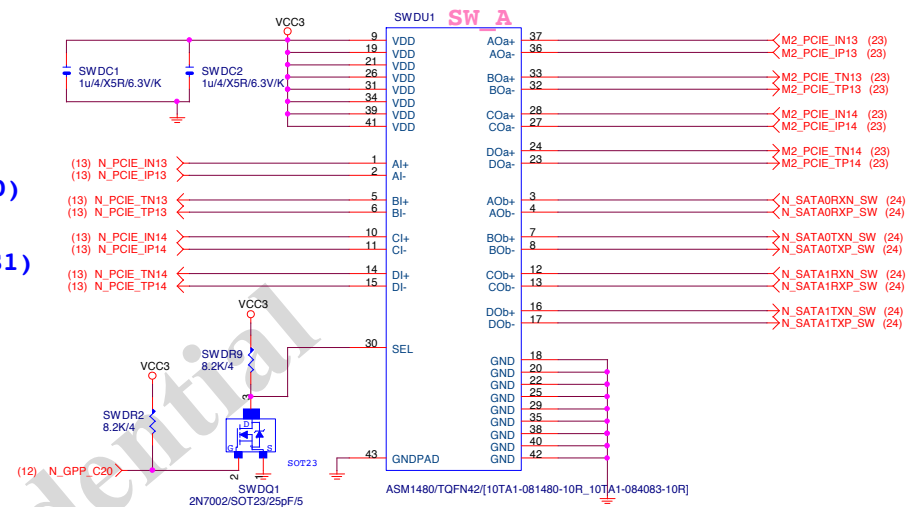 SWDU1 SW_A
VCC3
SWDC1
1u/4/X5R/6.3V/K
SWDC2
1u/4/X5R/6.3V/K
9 VDD
19 VDD
21 VDD
26 VDD
31 VDD
34 VDD
39 VDD
41 VDD
AOa+ 37 M2_PCIE_IN13 (23)
AOa- 36 M2_PCIE_IP13 (23)
BOa+ 33 M2_PCIE_TN13 (23)
BOa- 32 M2_PCIE_TP13 (23)
COa+ 28 M2_PCIE_IN14 (23)
COa- 27 M2_PCIE_IP14 (23)
DOa+ 24 M2_PCIE_TN14 (23)
DOa- 23 M2_PCIE_TP14 (23)
(13) N_PCIE_IN13 1 AI+
(13) N_PCIE_IP13 2 AI-
(13) N_PCIE_TN13 5 BI+
(13) N_PCIE_TP13 6 BI-
(13) N_PCIE_IN14 10 CI+
(13) N_PCIE_IP14 11 CI-
(13) N_PCIE_TN14 14 DI+
(13) N_PCIE_TP14 15 DI-
AOb+ 3 N_SATA0RXN_SW (24)
AOb- 4 N_SATA0RXP_SW (24)
BOb+ 7 N_SATA0TXN_SW (24)
BOb- 8 N_SATA0TXP_SW (24)
COb+ 12 N_SATA1RXN_SW (24)
COb- 13 N_SATA1RXP_SW (24)
DOb+ 16 N_SATA1TXN_SW (24)
DOb- 17 N_SATA1TXP_SW (24)
)
1)
VCC3
SWDR9
8.2K/4
30 SEL
VCC3
SWDR2
8.2K/4
3
D
G S
SOT23
(12) N_GPP_C20
2 1
SWDQ1
2N7002/SOT23/25pF/5
43 GNDPAD
GND 18
GND 20
GND 22
GND 25
GND 29
GND 35
GND 38
GND 40
GND 42
ASM1480/TQFN42/[10TA1-081480-10R_10TA1-084083-10R]
dential